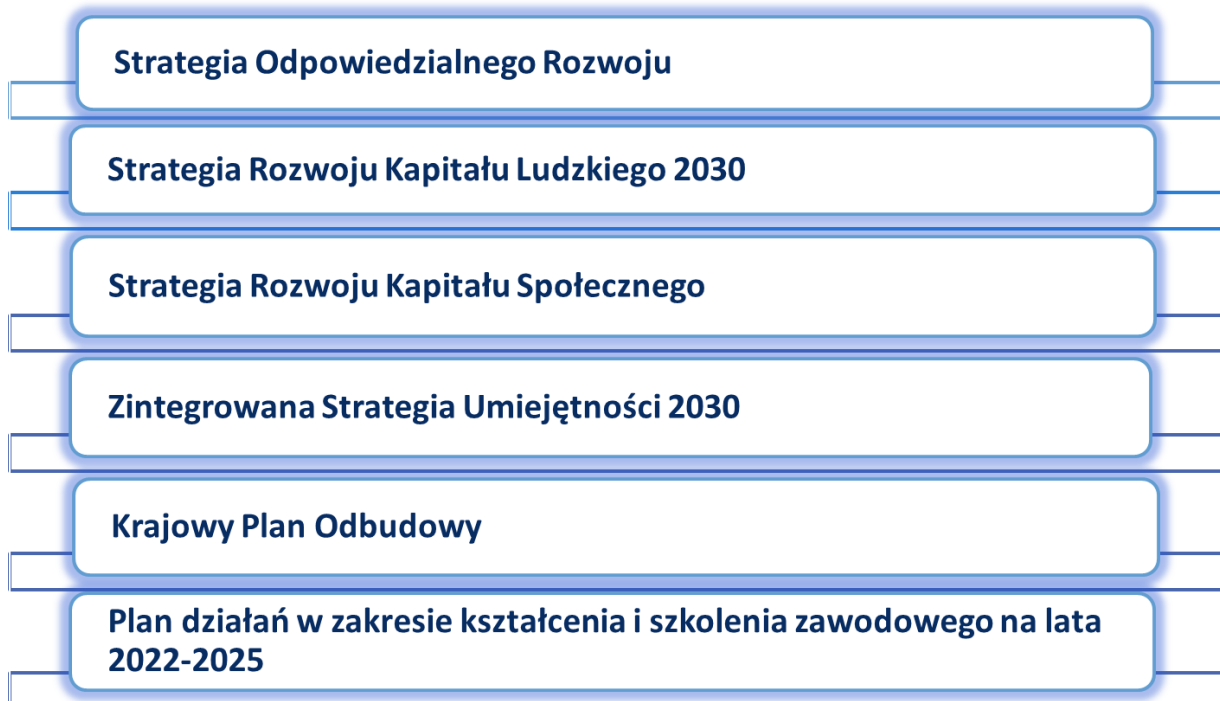 Strategia Odpowiedzialnego Rozwoju
Strategia Rozwoju Kapitału Ludzkiego 2030
Strategia Rozwoju Kapitału Społecznego
Zintegrowana Strategia Umiejętności 2030
Krajowy Plan Odbudowy
Plan działań w zakresie kształcenia i szkolenia zawodowego na lata
2022-2025